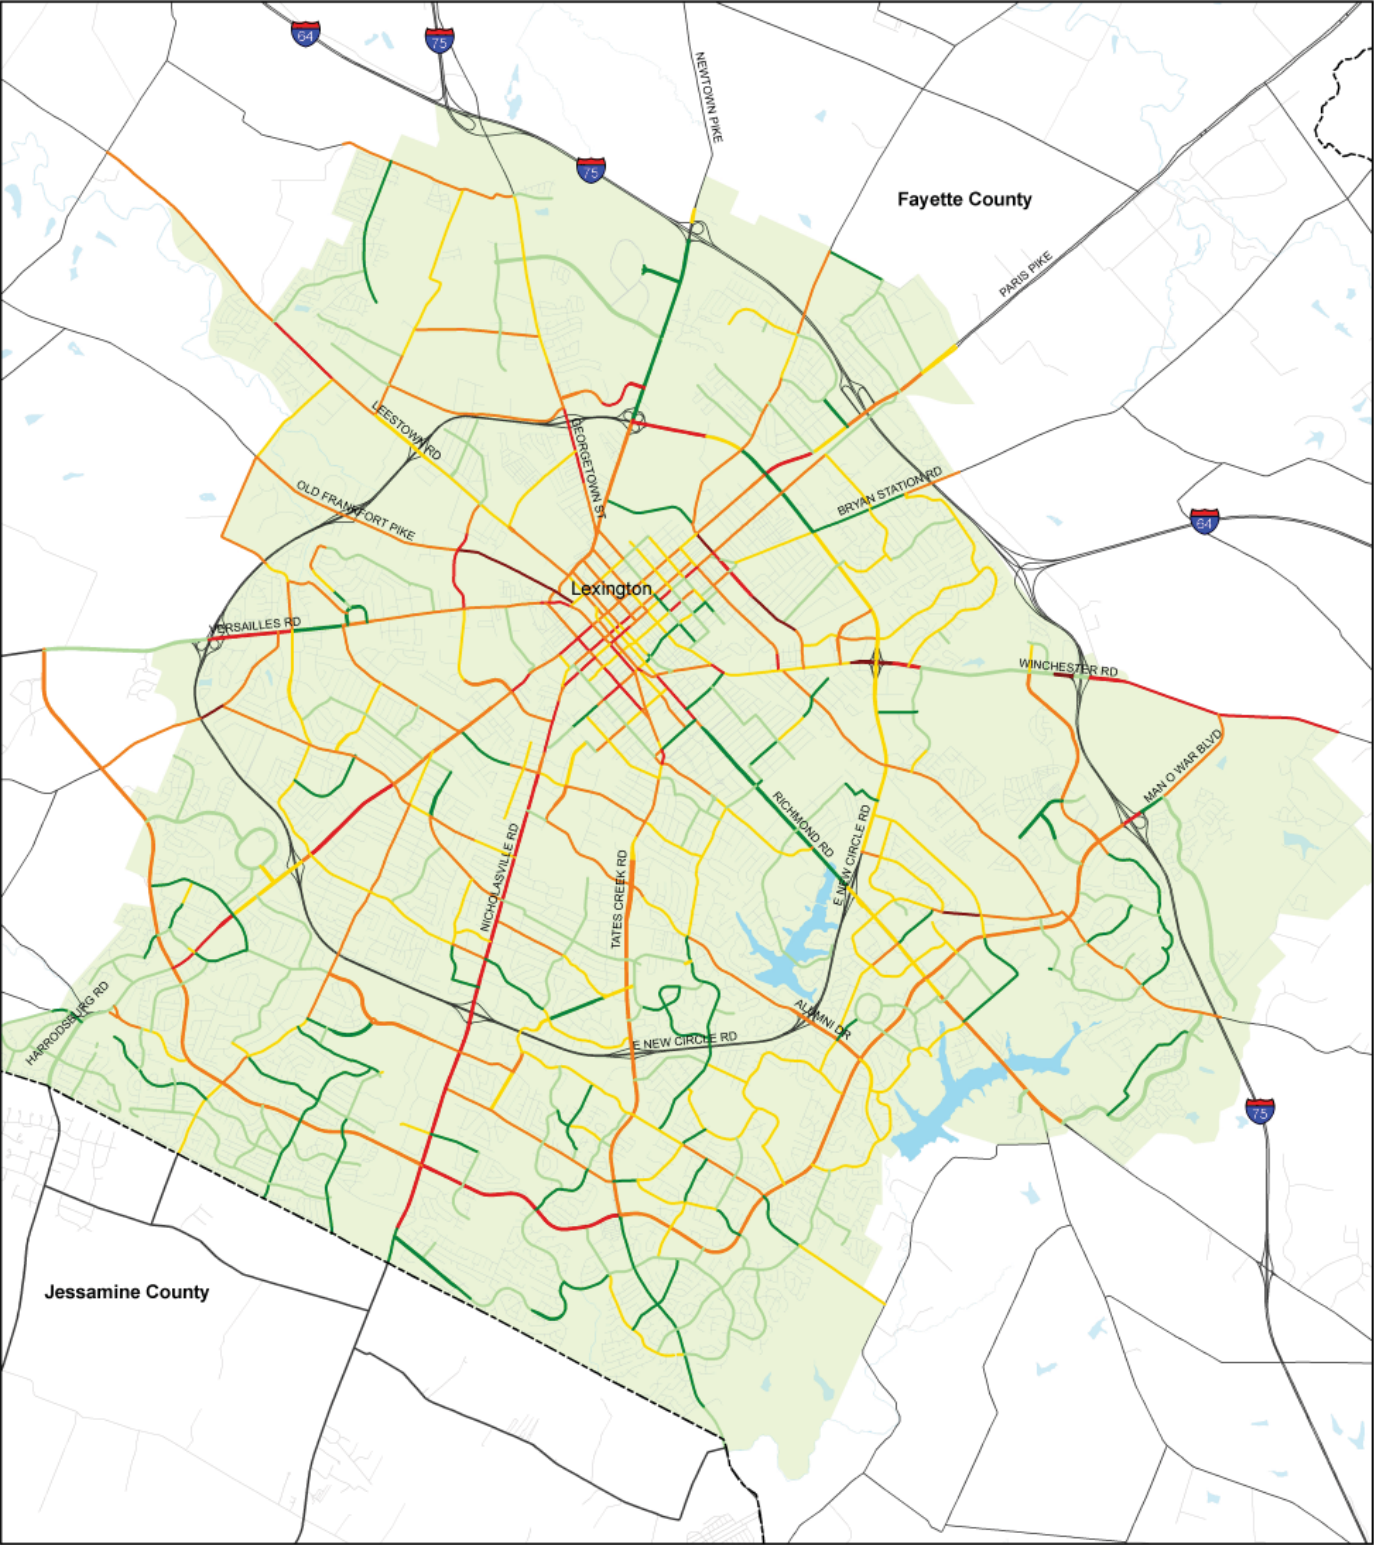 64
75
NEWTOWN PIKE
75
Fayette County
PARIS PIKE
LEESTOWN RD
GEORGETOWN ST
BRYAN STATION RD
OLD FRANKFORT PIKE
64
Lexington
VERSAILLES RD
WINCHESTER RD
MAN O WAR BLVD
RICHMOND RD
E NEW CIRCLE RD
NICHOLASVILLE RD
TATES CREEK RD
HARRODSBURG RD
ALUMNI DR
E NEW CIRCLE RD
75
Jessamine County